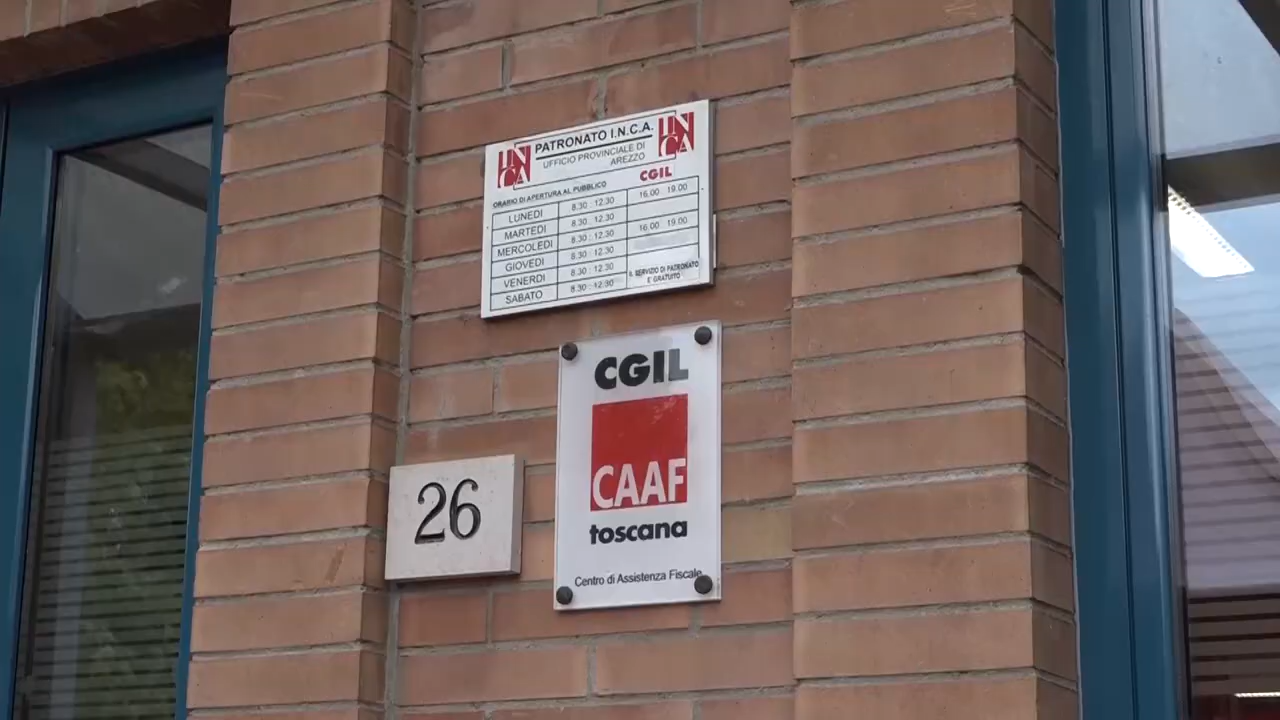 INCA PATRONATO I.N.C.A. INCA
UFFICIO PROVINCIALE DI
AREZZO
CGIL
ORARIO DI APERTURA AL PUBBLICO
LUNEDI 8.30 : 12.30 16.00 : 19.00
MARTEDI 8.30 : 12.30
MERCOLEDI 8.30 : 12.30 16.00 : 19.00
GIOVEDI 8.30 : 12.30
VENERDI 8.30 : 12.30
SABATO 8.30 : 12.30
IL SERVIZIO DI PATRONATO
E' GRATUITO
CGIL
CAAF
toscana
Centro di Assistenza Fiscale
26